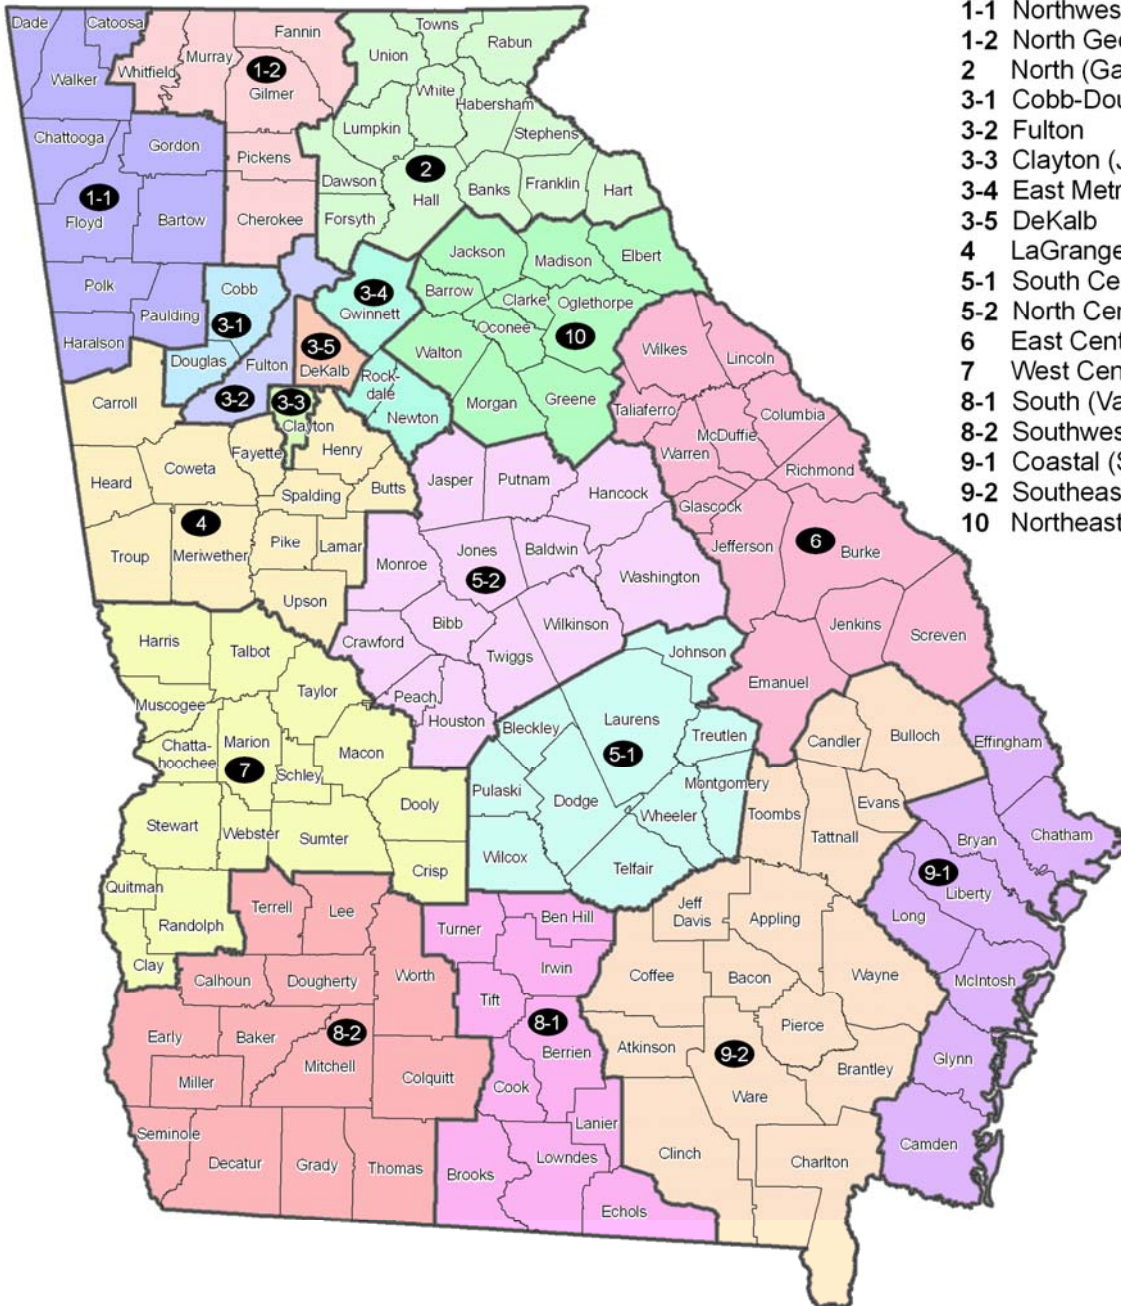 1-1 Northwes
1-2 North Geo
2 North (Ga
3-1 Cobb-Dou
3-2 Fulton
3-3 Clayton (J
3-4 East Metr
3-5 DeKalb
4 LaGrange
5-1 South Ce
5-2 North Cen
6 East Cent
7 West Cen
8-1 South (Va
8-2 Southwes
9-1 Coastal (S
9-2 Southeas
10 Northeast
Dade
Catoosa
Walker
Chattooga
Gordon
1-1
Floyd
Bartow
Polk
Paulding
Haralson
Whitfield
Murray
Fannin
1-2
Gilmer
Pickens
Cherokee
Towns
Union
Rabun
White
Habersham
Lumpkin
Stephens
2
Dawson
Hall
Banks
Franklin
Hart
Forsyth
Cobb
3-1
Douglas
Fulton
3-2
3-3
Clayton
3-4
Gwinnett
Rock-
dale
Newton
3-5
DeKalb
Jackson
Madison
Elbert
Barrow
Clarke
Oglethorpe
Oconee
10
Walton
Morgan
Greene
Carroll
Heard
Coweta
Fayette
Henry
Spalding
Butts
4
Troup
Meriwether
Pike
Lamar
Upson
Jasper
Putnam
Hancock
Monroe
Jones
Baldwin
5-2
Washington
Crawford
Bibb
Wilkinson
Twiggs
Peach
Houston
Wilkes
Lincoln
Taliaferro
Columbia
McDuffie
Warren
Richmond
Glascock
Jefferson
6
Burke
Jenkins
Screven
Emanuel
Johnson
Bleckley
Laurens
Treutlen
5-1
Pulaski
Dodge
Montgomery
Wheeler
Wilcox
Telfair
Harris
Talbot
Taylor
Muscogee
Chatta-
hoochee
Marion
Macon
7
Schley
Dooly
Stewart
Webster
Sumter
Crisp
Quitman
Randolph
Clay
Terrell
Lee
Worth
Calhoun
Dougherty
Early
Baker
8-2
Mitchell
Miller
Colquitt
Seminole
Decatur
Grady
Thomas
Turner
Ben Hill
Irwin
Tift
8-1
Berrien
Cook
Lanier
Brooks
Lowndes
Echols
Candler
Bulloch
Evans
Toombs
Tattnall
Jeff
Davis
Appling
Coffee
Bacon
Wayne
Atkinson
Pierce
9-2
Brantley
Ware
Clinch
Charlton
Effingham
Bryan
Chatham
9-1
Liberty
Long
McIntosh
Glynn
Camden